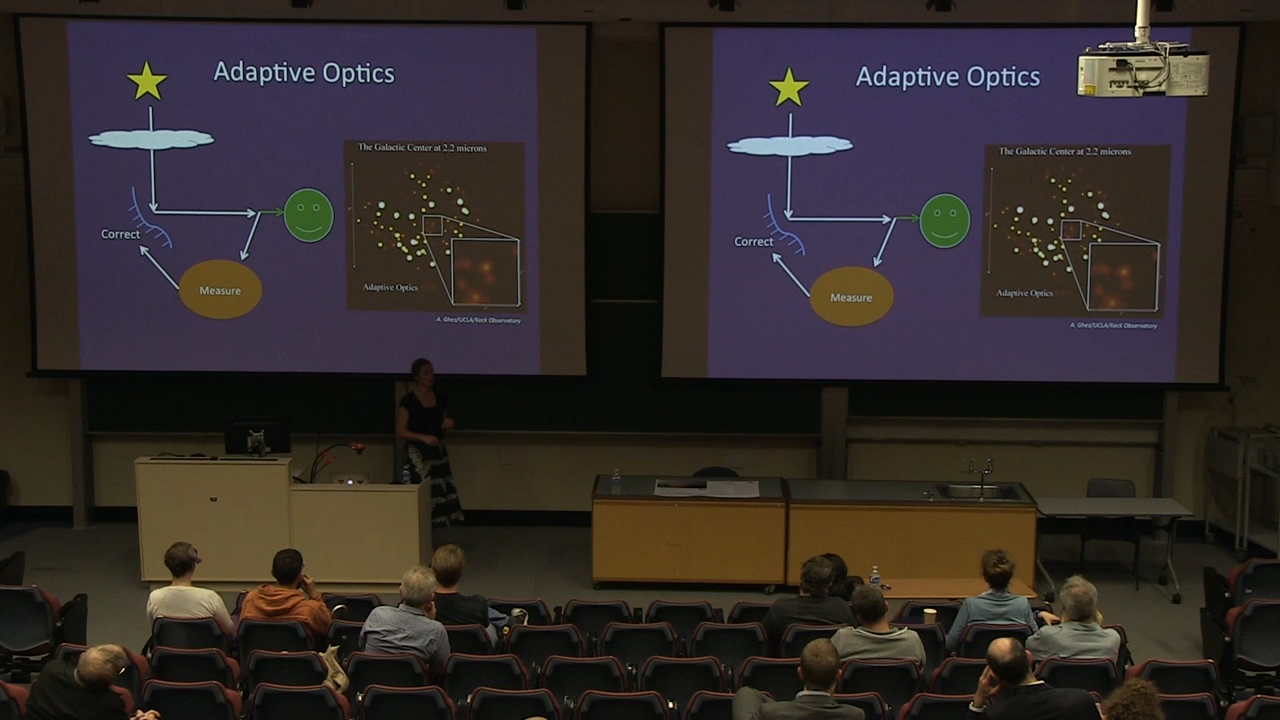 Adaptive Optics
The Galactic Center at 2.2 microns
Correct
Measure
Adaptive Optics
A. Ghez/UCLA/Keck Observatory
Adaptive Optics
The Galactic Center at 2.2 microns
Correct
Measure
Adaptive Optics
A. Ghez/UCLA/Keck Observatory